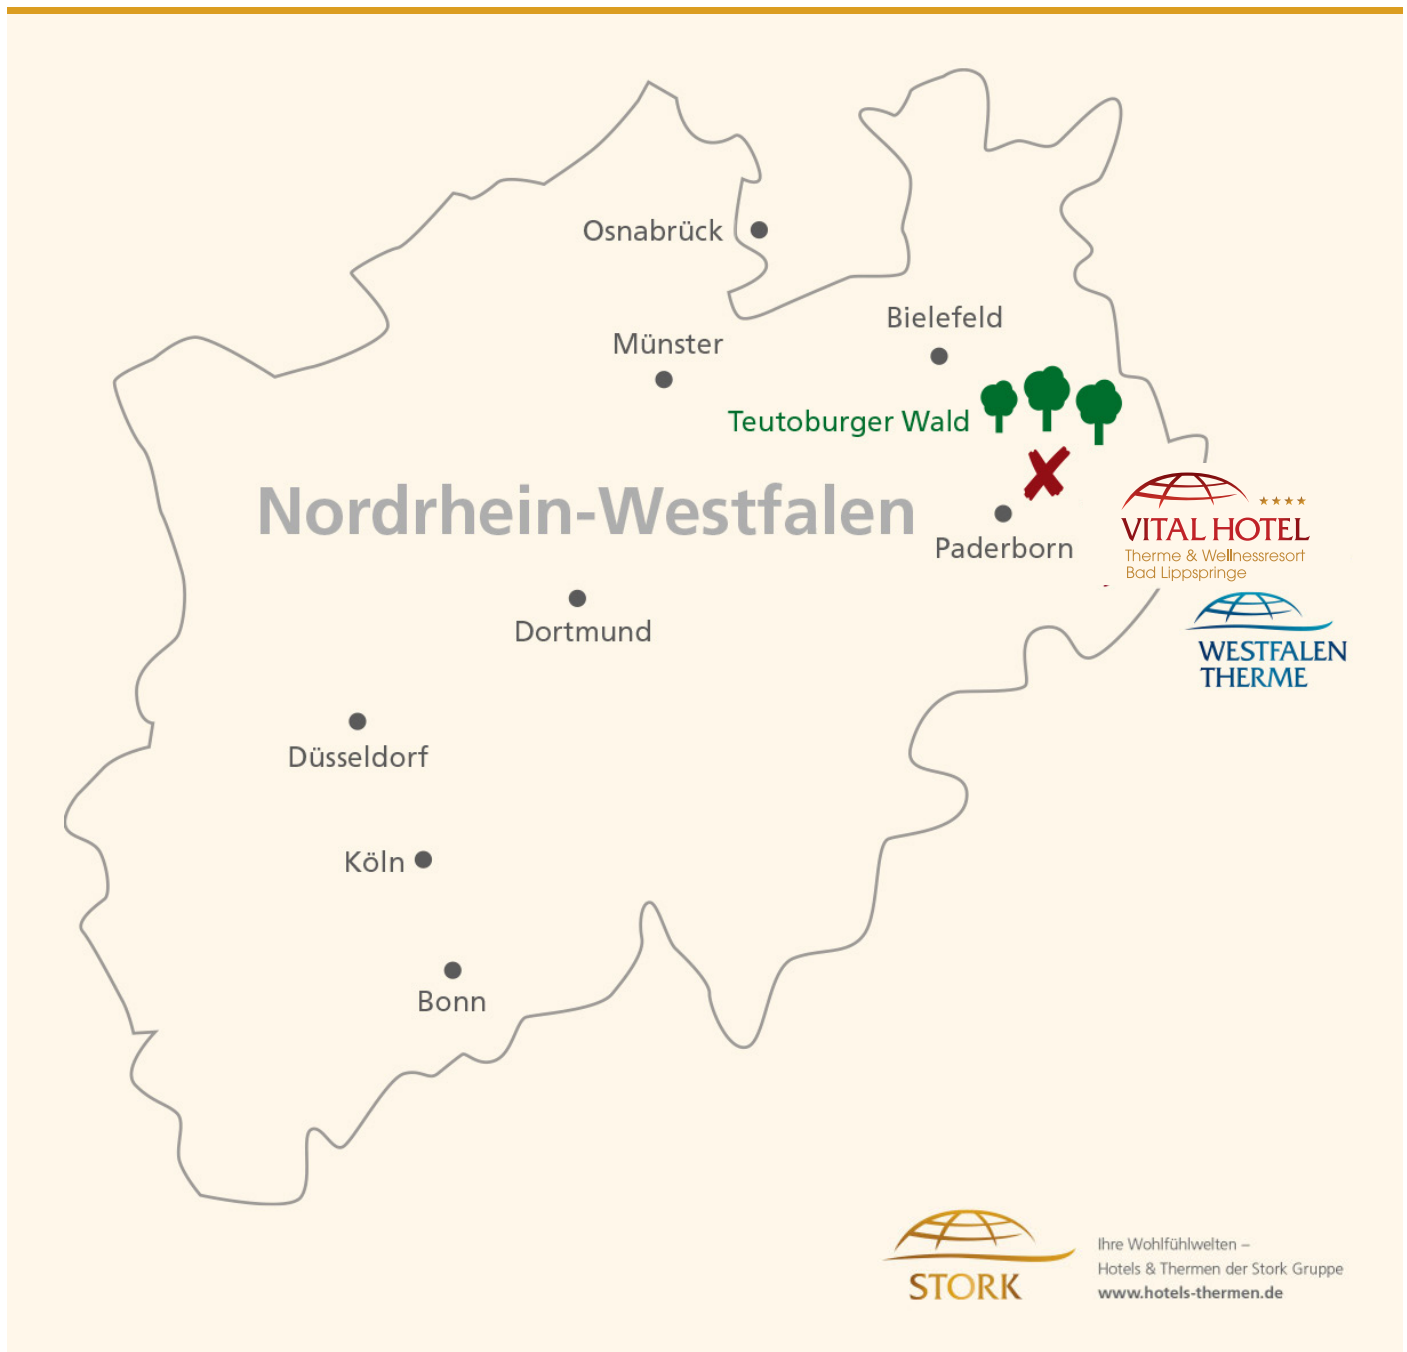 Osnabrück
Bielefeld
Münster
Teutoburger Wald
Nordrhein-Westfalen
Paderborn
VITAL HOTEL
Therme & Wellnessresort
Bad Lippspringe
Dortmund
WESTFALEN
THERME
Düsseldorf
Köln
Bonn
STORK
Ihre Wohlfühlwelten –
Hotels & Thermen der Stork Gruppe
www.hotels-thermen.de